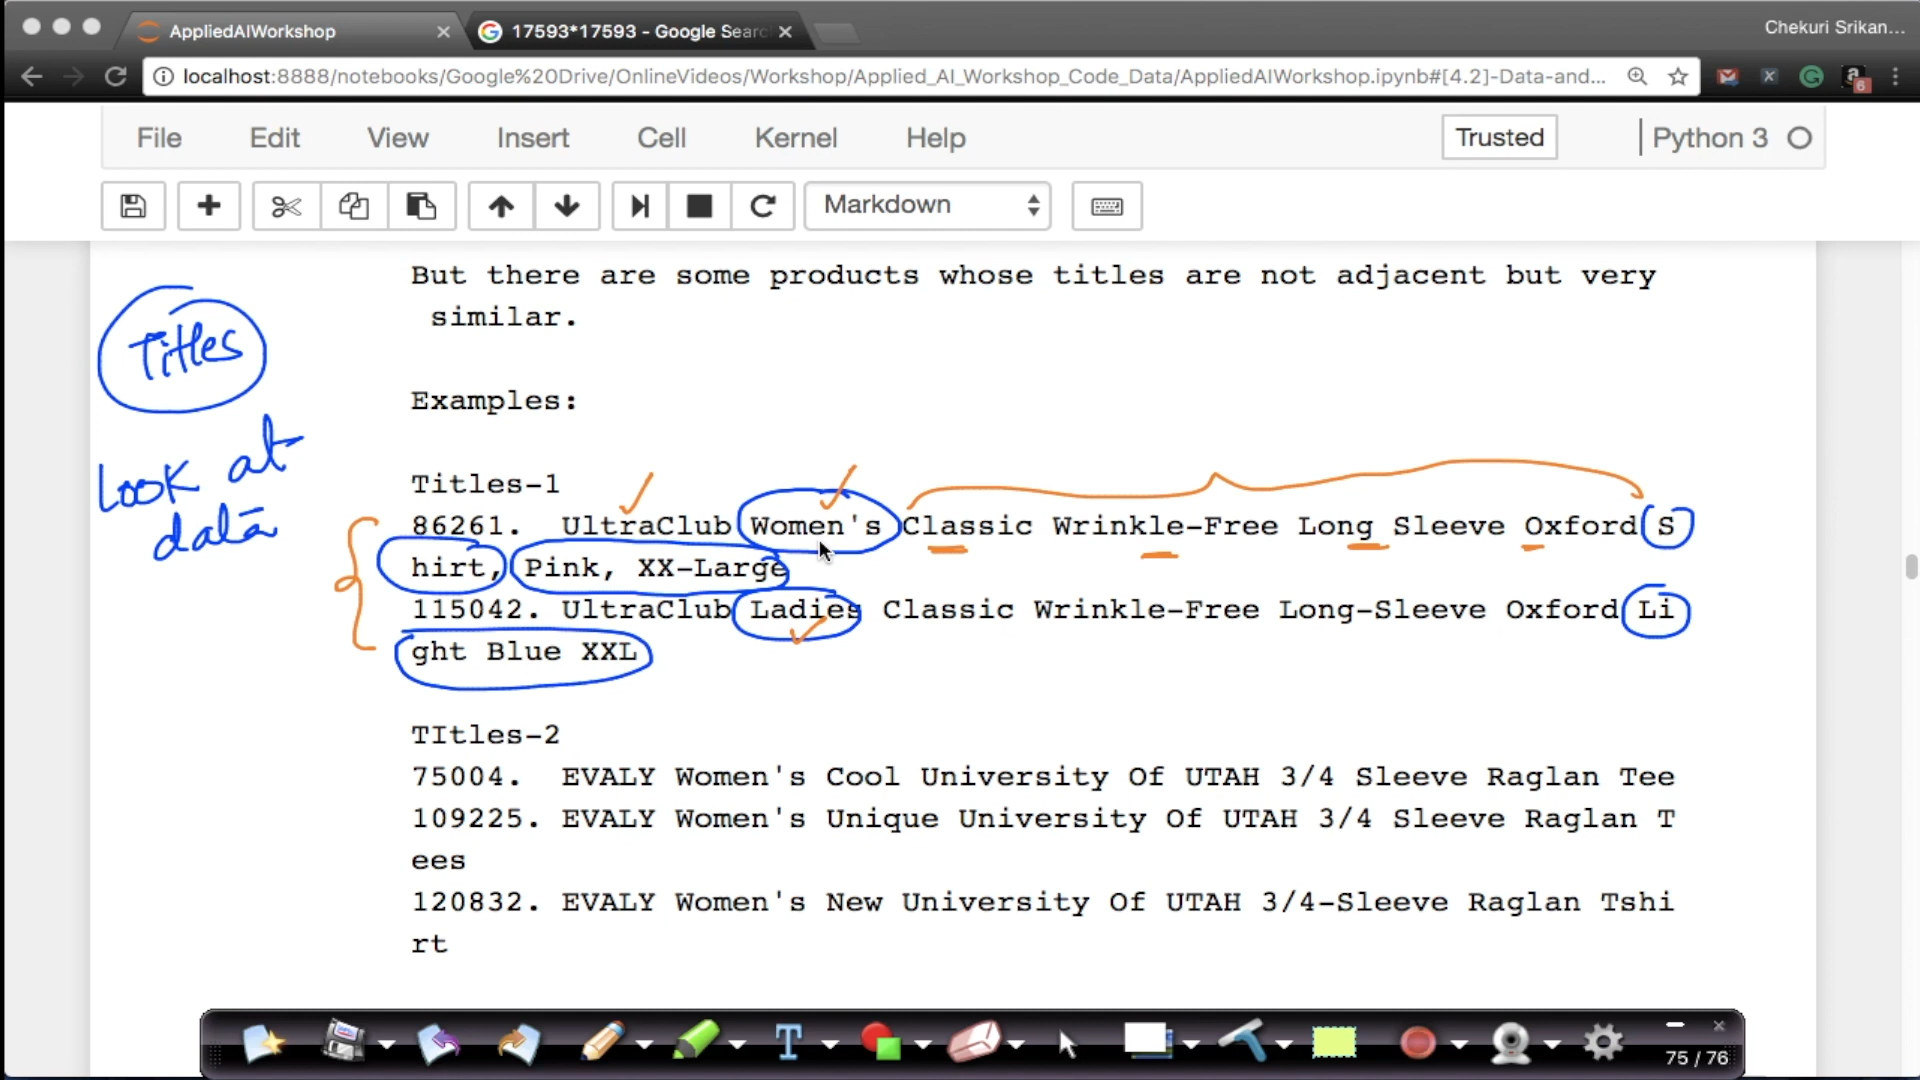 AppliedAIWorkshop
17593*17593 - Google Searc
Chekuri Srikan...
localhost:8888/notebooks/Google%20Drive/OnlineVideos/Workshop/Applied_AI_Workshop_Code_Data/AppliedAIWorkshop.ipynb#[4.2]-Data-and...
6
File Edit View Insert Cell Kernel Help Trusted Python 3
Markdown
But there are some products whose titles are not adjacent but very
similar.
Titles
Examples:
Look at
data
Titles-1
86261. UltraClub Women's Classic Wrinkle-Free Long Sleeve Oxford S
hirt, Pink, XX-Large
115042. UltraClub Ladies Classic Wrinkle-Free Long-Sleeve Oxford Li
ght Blue XXL
TItles-2
75004. EVALY Women's Cool University Of UTAH 3/4 Sleeve Raglan Tee
109225. EVALY Women's Unique University Of UTAH 3/4 Sleeve Raglan T
ees
120832. EVALY Women's New University Of UTAH 3/4-Sleeve Raglan Tshi
rt
T
75 / 76